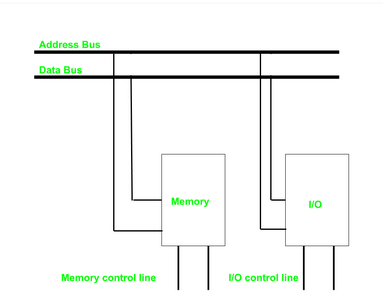 Address Bus
Data Bus
Memory
I/O
Memory control line
I/O control line